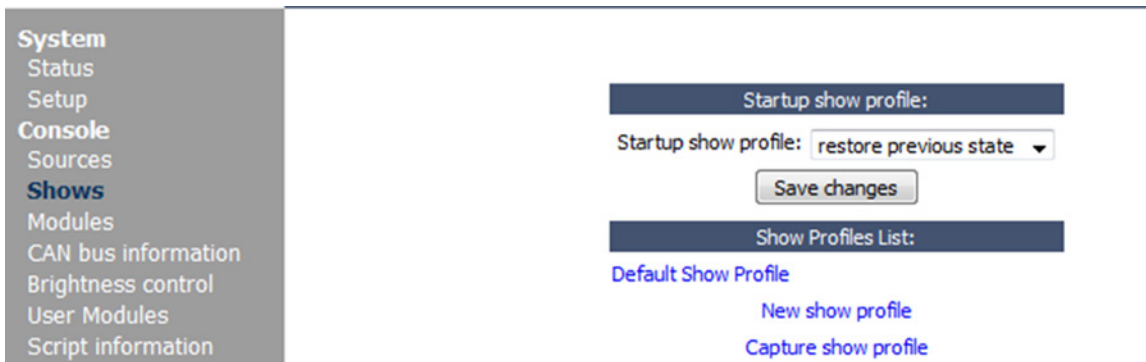 System
Status
Setup
Console
Sources
Shows
Modules
CAN bus information
Brightness control
User Modules
Script information
Startup show profile:
Startup show profile: restore previous state
Save changes
Show Profiles List:
Default Show Profile
New show profile
Capture show profile